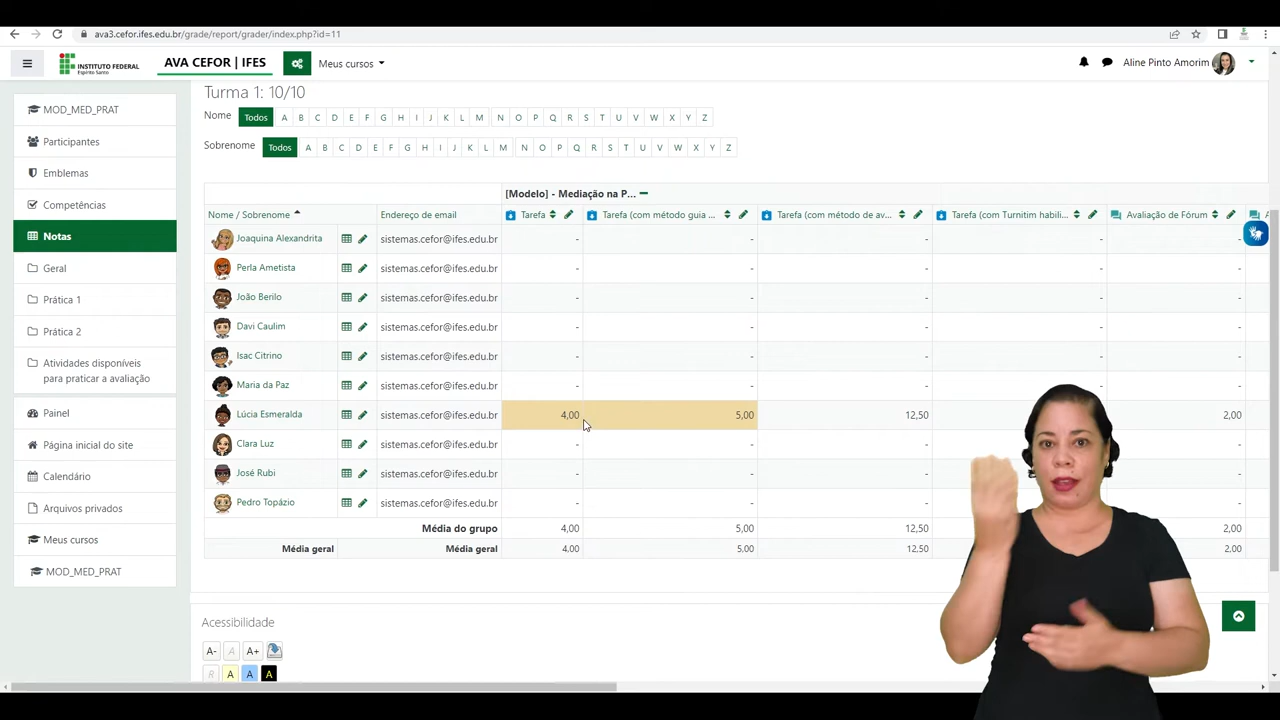 ava3.cefor.ifes.edu.br/grade/report/grader/index.php?id=11
INSTITUTO FEDERAL
Espírito Santo
AVA CEFOR | IFES
Meus cursos
Aline Pinto Amorim
MOD_MED_PRAT
Participantes
Emblemas
Competências
Notas
Geral
Prática 1
Prática 2
Atividades disponíveis
para praticar a avaliação
Painel
Página inicial do site
Calendário
Arquivos privados
Meus cursos
MOD_MED_PRAT
Turma 1: 10/10
Nome Todos A B C D E F G H I J K L M N O P Q R S T U V W X Y Z
Sobrenome Todos A B C D E F G H I J K L M N O P Q R S T U V W X Y Z
[Modelo] - Mediação na P...
Nome / Sobrenome Endereço de email Tarefa Tarefa (com método guia ... Tarefa (com método de av... Tarefa (com Turnitim habili... Avaliação de Fórum
Joaquina Alexandrita sistemas.cefor@ifes.edu.br - - - - -
Perla Ametista sistemas.cefor@ifes.edu.br - - - - -
João Berilo sistemas.cefor@ifes.edu.br - - - - -
Davi Caulim sistemas.cefor@ifes.edu.br - - - - -
Isac Citrino sistemas.cefor@ifes.edu.br - - - - -
Maria da Paz sistemas.cefor@ifes.edu.br - - - -
Lúcia Esmeralda sistemas.cefor@ifes.edu.br 4,00 5,00 12,50 2,00
Clara Luz sistemas.cefor@ifes.edu.br - - - -
José Rubi sistemas.cefor@ifes.edu.br - - - -
Pedro Topázio sistemas.cefor@ifes.edu.br - - - -
Média do grupo 4,00 5,00 12,50 2,00
Média geral Média geral 4,00 5,00 12,50 2,00
Acessibilidade
A- A A+
R A A A